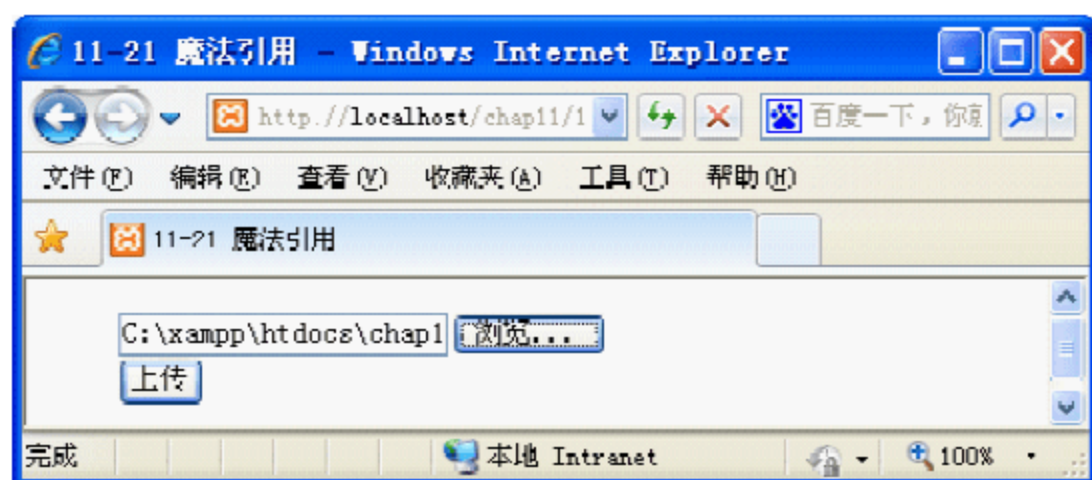 11-21 魔法引用 - Windows Internet Explorer
http://localhost/chap11/1 百度一下，你
文件(F) 编辑(E) 查看(V) 收藏夹(A) 工具(T) 帮助(H)
11-21 魔法引用
C:\xampp\htdocs\chap1 浏览...
上传
完成 本地 Intranet 100%